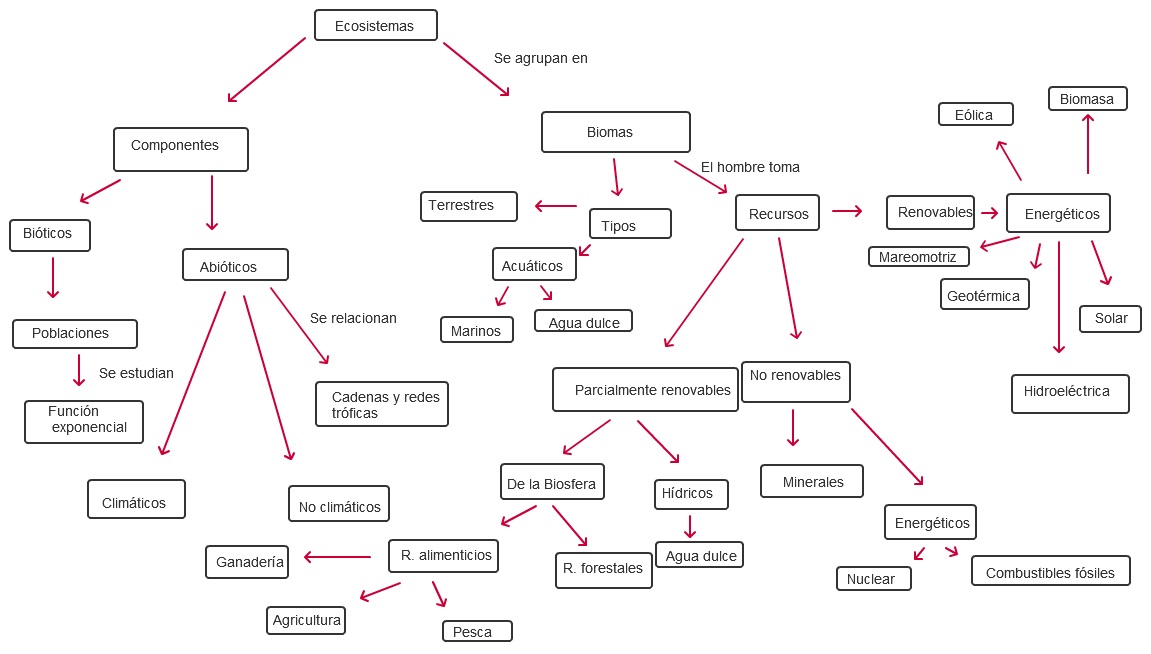 Ecosistemas
Se agrupan en
Componentes
Biomas
Eólica
Biomasa
El hombre toma
Bióticos
Abióticos
Terrestres
Tipos
Recursos
Renovables
Energéticos
Acuáticos
Mareomotriz
Geotérmica
Solar
Poblaciones
Se relacionan
Marinos
Agua dulce
Se estudian
Función
exponencial
Cadenas y redes
tróficas
Parcialmente renovables
No renovables
Hidroeléctrica
Climáticos
No climáticos
De la Biosfera
Hídricos
Minerales
Energéticos
Ganadería
R. alimenticios
R. forestales
Agua dulce
Nuclear
Combustibles fósiles
Agricultura
Pesca